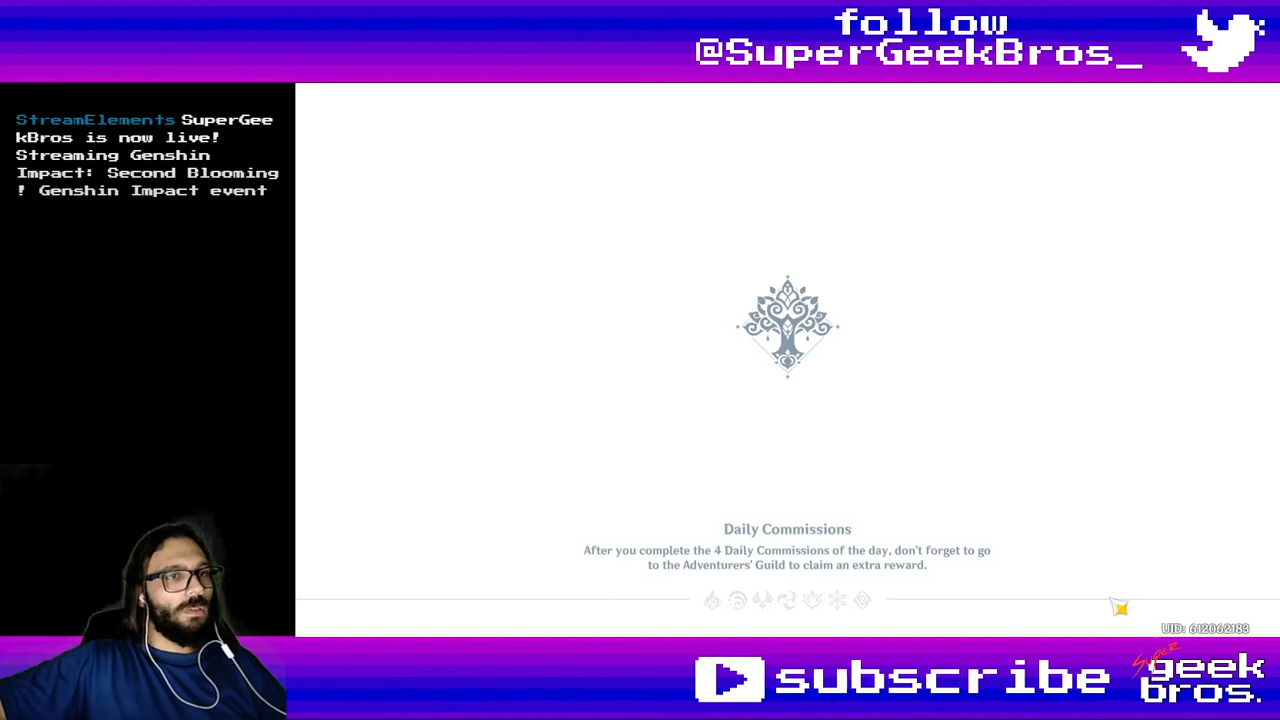 follow
@SuperGeekBros_
StreamElements SuperGee
kBros is now live!
Streaming Genshin
Impact: Second Blooming
! Genshin Impact event
Daily Commissions
After you complete the 4 Daily Commissions of the day, don't forget to go
to the Adventurers' Guild to claim an extra reward.
UID: 612062183
subscribe
Super
geek
bros.